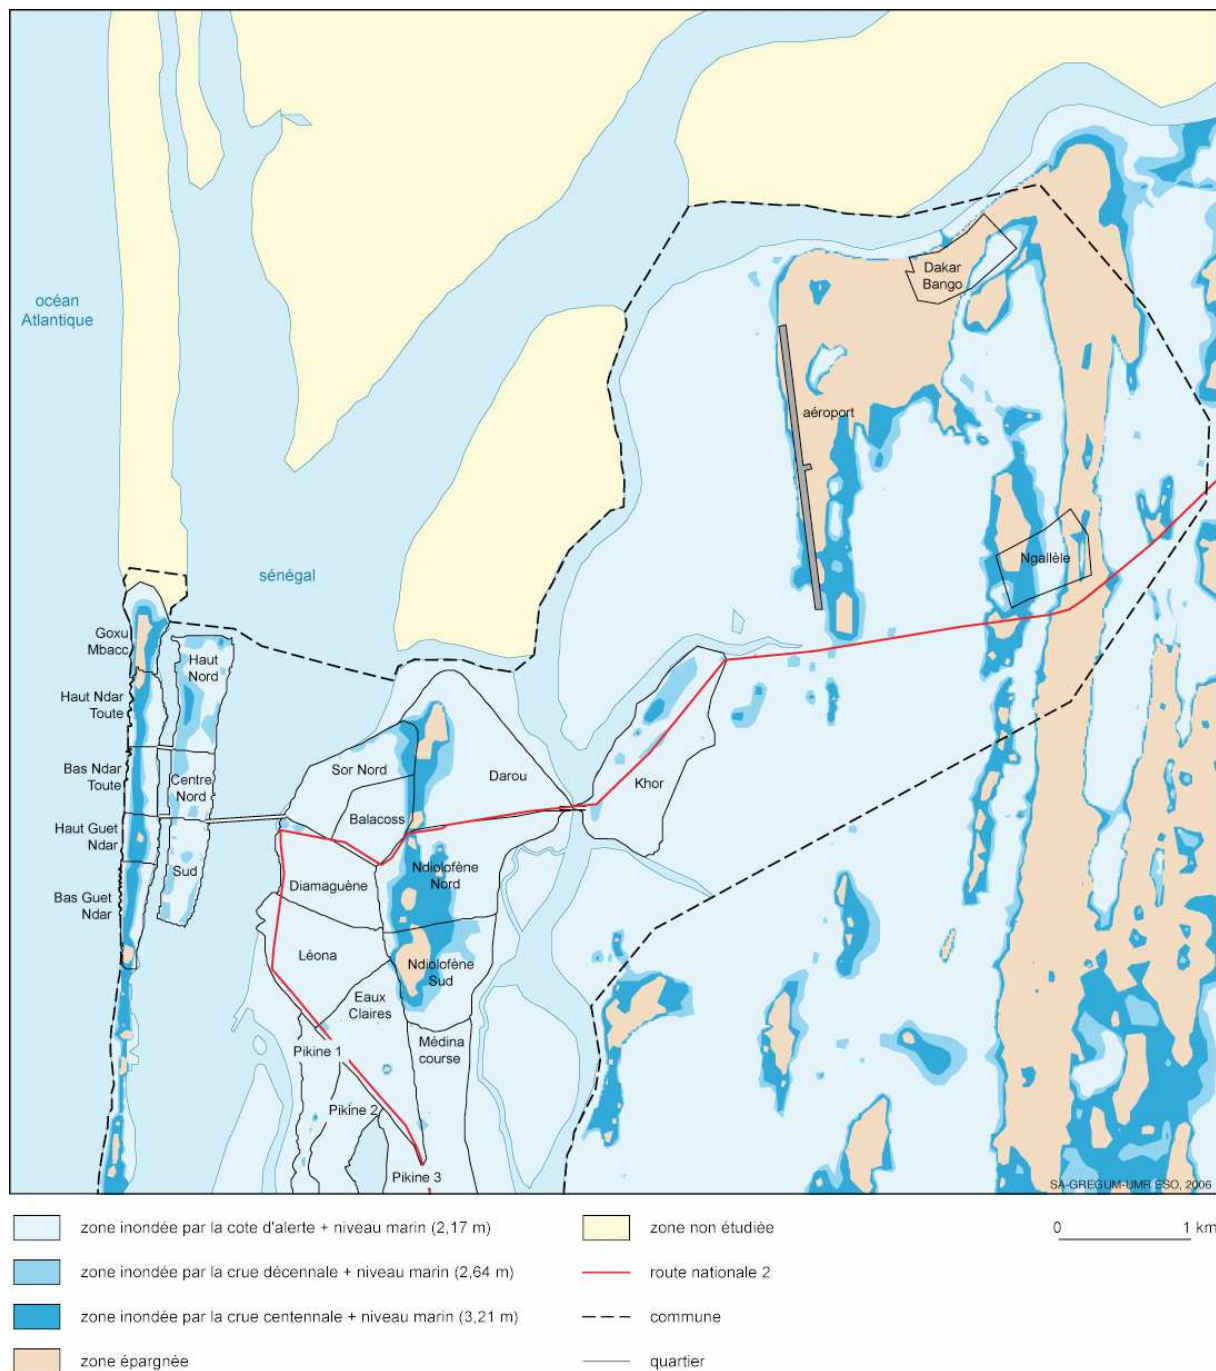 océan
Atlantique
sénégal
Dakar
Bango
aéroport
Ngallèle
Goxu
Mbacc
Haut
Nord
Haut Ndar
Toute
Bas Ndar
Toute
Centre
Nord
Sor Nord
Darou
Khor
Balacoss
Haut Guet
Ndar
Sud
Diamaguène
Ndiolofène
Nord
Bas Guet
Ndar
Léona
Ndiolofène
Sud
Eaux
Claires
Pikine 1
Médina
course
Pikine 2
Pikine 3
SA-GREGUM-UMR ESO, 2006
zone inondée par la cote d'alerte + niveau marin (2,17 m)
zone inondée par la crue décennale + niveau marin (2,64 m)
zone inondée par la crue centennale + niveau marin (3,21 m)
zone épargnée
zone non étudiée
route nationale 2
commune
quartier
0 1 km